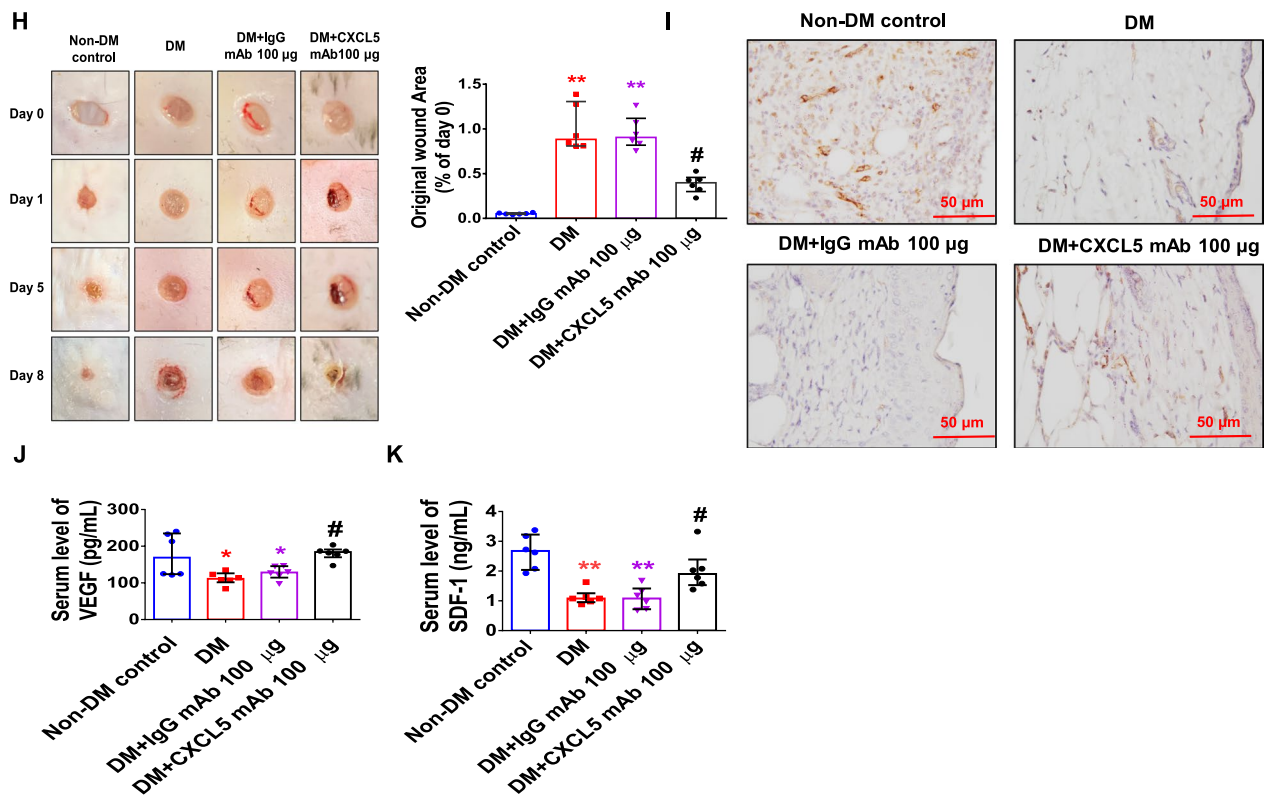 H
Non-DM
control
DM
DM+IgG
mAb 100 µg
DM+CXCL5
mAb100 µg
Day 0
Day 1
Day 5
Day 8
Original wound Area
(% of day 0)
1.5
1.0
0.5
0.0
**
**
#
Non-DM control
DM
DM+IgG mAb 100 µg
DM+CXCL5 mAb 100 µg
I
Non-DM control
DM
50 µm
50 µm
DM+IgG mAb 100 µg
DM+CXCL5 mAb 100 µg
50 µm
50 µm
J
Serum level of
VEGF (pg/mL)
300
200
100
0
*
*
#
Non-DM control
DM
DM+IgG mAb 100 µg
DM+CXCL5 mAb 100 µg
K
Serum level of
SDF-1 (ng/mL)
4
3
2
1
0
**
**
#
Non-DM control
DM
DM+IgG mAb 100 µg
DM+CXCL5 mAb 100 µg